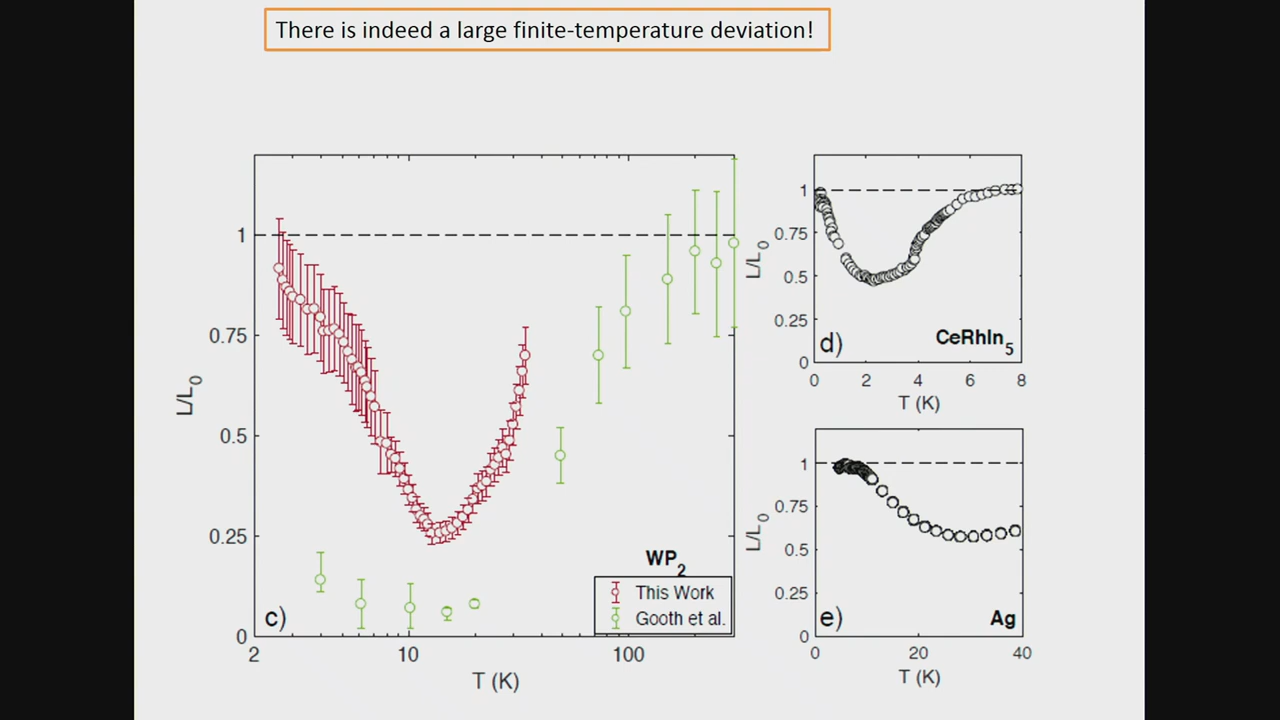 There is indeed a large finite-temperature deviation!
1
0.75
0.5
0.25
0
L/L0
2
10
100
T (K)
c)
WP2
This Work
Gooth et al.
1
0.75
0.5
0.25
0
L/L0
0 2 4 6 8
T (K)
d)
CeRhIn5
1
0.75
0.5
0.25
0
L/L0
0 20 40
T (K)
e)
Ag